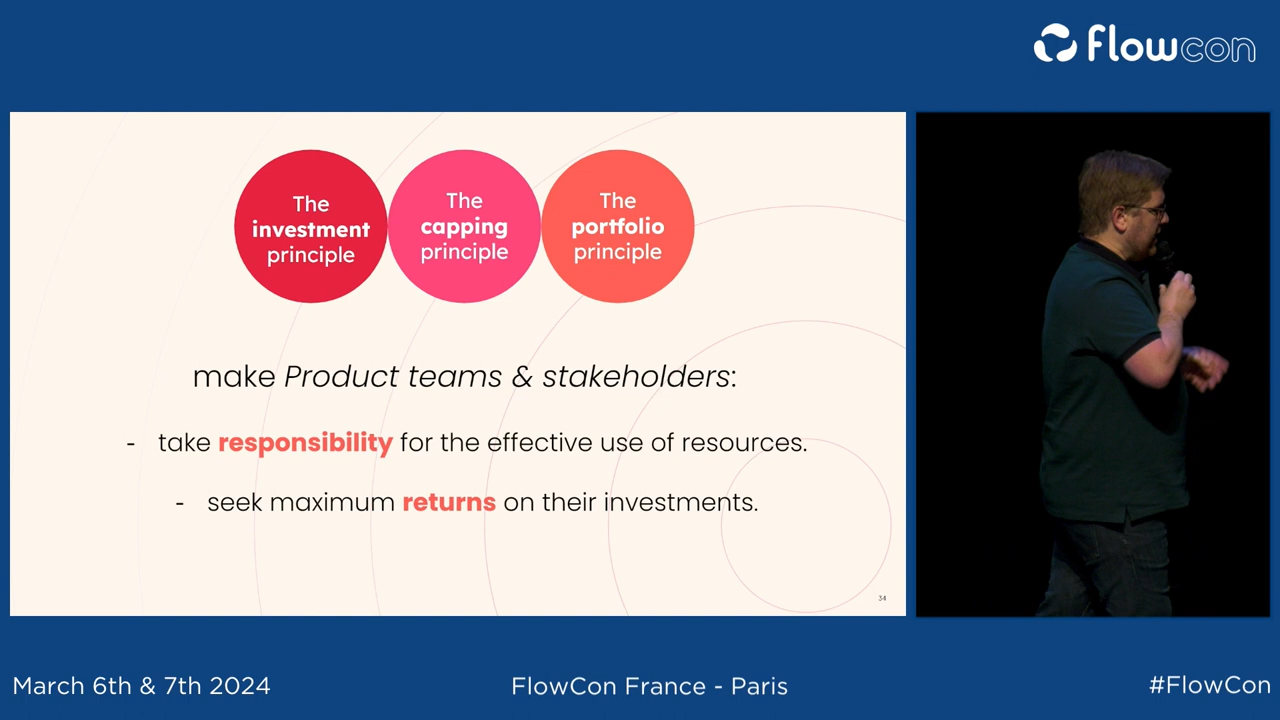 flowcon
The
investment
principle
The
capping
principle
The
portfolio
principle
make Product teams & stakeholders:
- take responsibility for the effective use of resources.
- seek maximum returns on their investments.
34
March 6th & 7th 2024
FlowCon France - Paris
#FlowCon